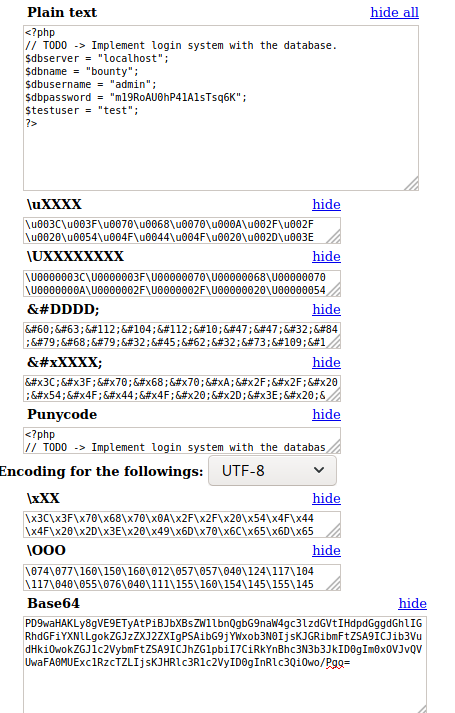 Plain text hide all
<?php
// TODO -> Implement login system with the database.
$dbserver = "localhost";
$dbname = "bounty";
$dbusername = "admin";
$dbpassword = "m19RoAU0hP41A1sTsq6K";
$testuser = "test";
?>
\uXXXX hide
\u003C\u003F\u0070\u0068\u0070\u000A\u002F\u002F
\u0020\u0054\u004F\u0044\u004F\u0020\u002D\u003E
\UXXXXXXXX hide
\U0000003C\U0000003F\U00000070\U00000068\U00000070
\U0000000A\U0000002F\U0000002F\U00000020\U00000054
&#DDDD; hide
&#60;&#63;&#112;&#104;&#112;&#10;&#47;&#47;&#32;&#84
;&#79;&#68;&#79;&#32;&#45;&#62;&#32;&#73;&#109;&#1
&#xXXXX; hide
&#x3C;&#x3F;&#x70;&#x68;&#x70;&#xA;&#x2F;&#x2F;&#x20
;&#x54;&#x4F;&#x44;&#x4F;&#x20;&#x2D;&#x3E;&#x20;&
Punycode hide
<?php
// TODO -> Implement login system with the databas
Encoding for the followings: UTF-8
\xXX hide
\x3C\x3F\x70\x68\x70\x0A\x2F\x2F\x20\x54\x4F\x44
\x4F\x20\x2D\x3E\x20\x49\x6D\x70\x6C\x65\x6D\x65
\OOO hide
\074\077\160\150\160\012\057\057\040\124\117\104
\117\040\055\076\040\111\155\160\154\145\155\145
Base64 hide
PD9waHAKLy8gVE9ETyAtPiBJbXBsZW1lbnQgbG9naW4gc3lzdGVtIHdpdGggdGhlIG
RhdGFiYXNlLgokZGJzZXJ2ZXIgPSAibG9jYWxob3N0IjsKJGRibmFtZSA9ICJib3Vu
dHkiOwokZGJ1c2VybmFtZSA9ICJhZG1pbiI7CiRkYnBhc3N3b3JkID0gIm0xOVJvQV
UwaFA0MUExc1RzcTZLIjsKJHRlc3R1c2VyID0gInRlc3QiOwo/Pgo=